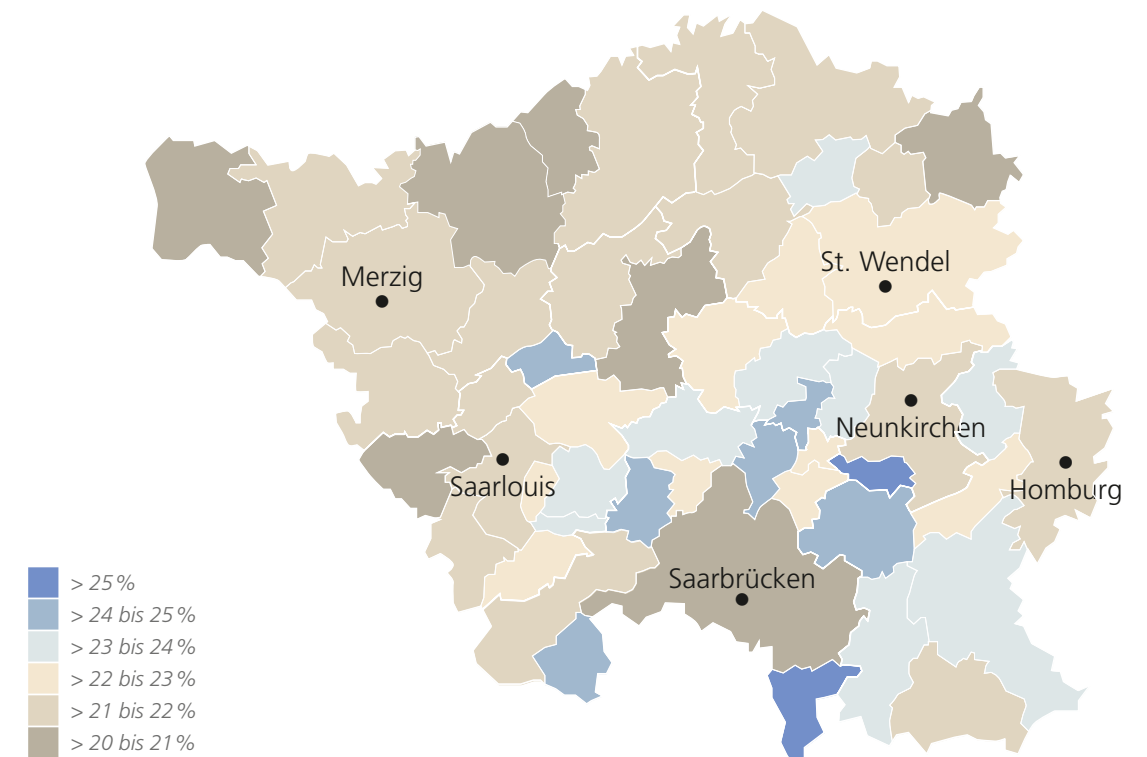 St. Wendel
Merzig
Neunkirchen
Saarlouis
Homburg
Saarbrücken
> 25 %
> 24 bis 25 %
> 23 bis 24 %
> 22 bis 23 %
> 21 bis 22 %
> 20 bis 21 %